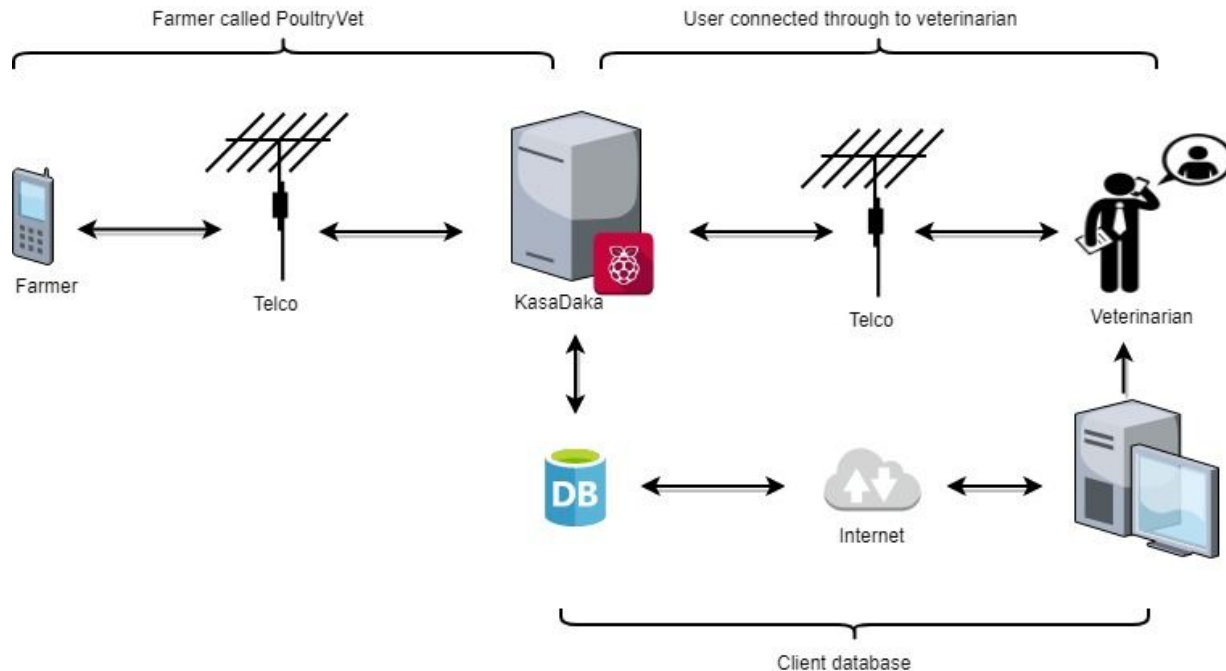 Farmer called PoultryVet
User connected through to veterinarian
Farmer
Telco
KasaDaka
Telco
Veterinarian
DB
Internet
Client database